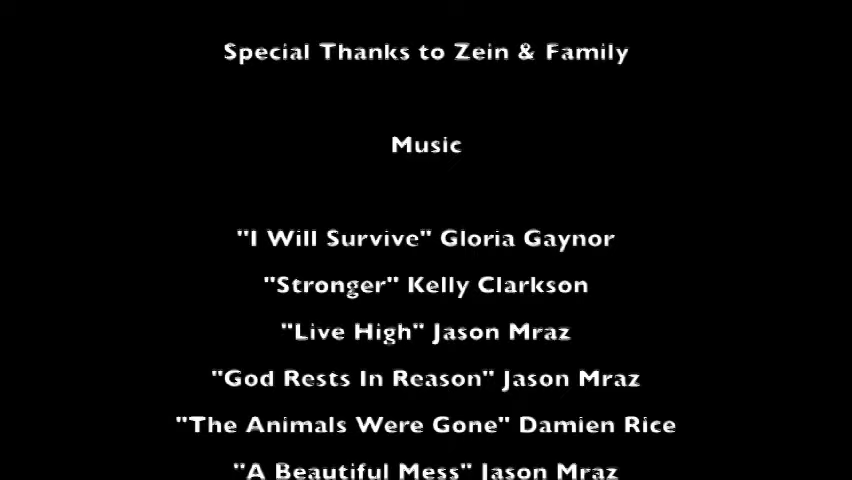 Special Thanks to Zein & Family
Music
"I Will Survive" Gloria Gaynor
"Stronger" Kelly Clarkson
"Live High" Jason Mraz
"God Rests In Reason" Jason Mraz
"The Animals Were Gone" Damien Rice
"A Beautiful Mess" Jason Mraz